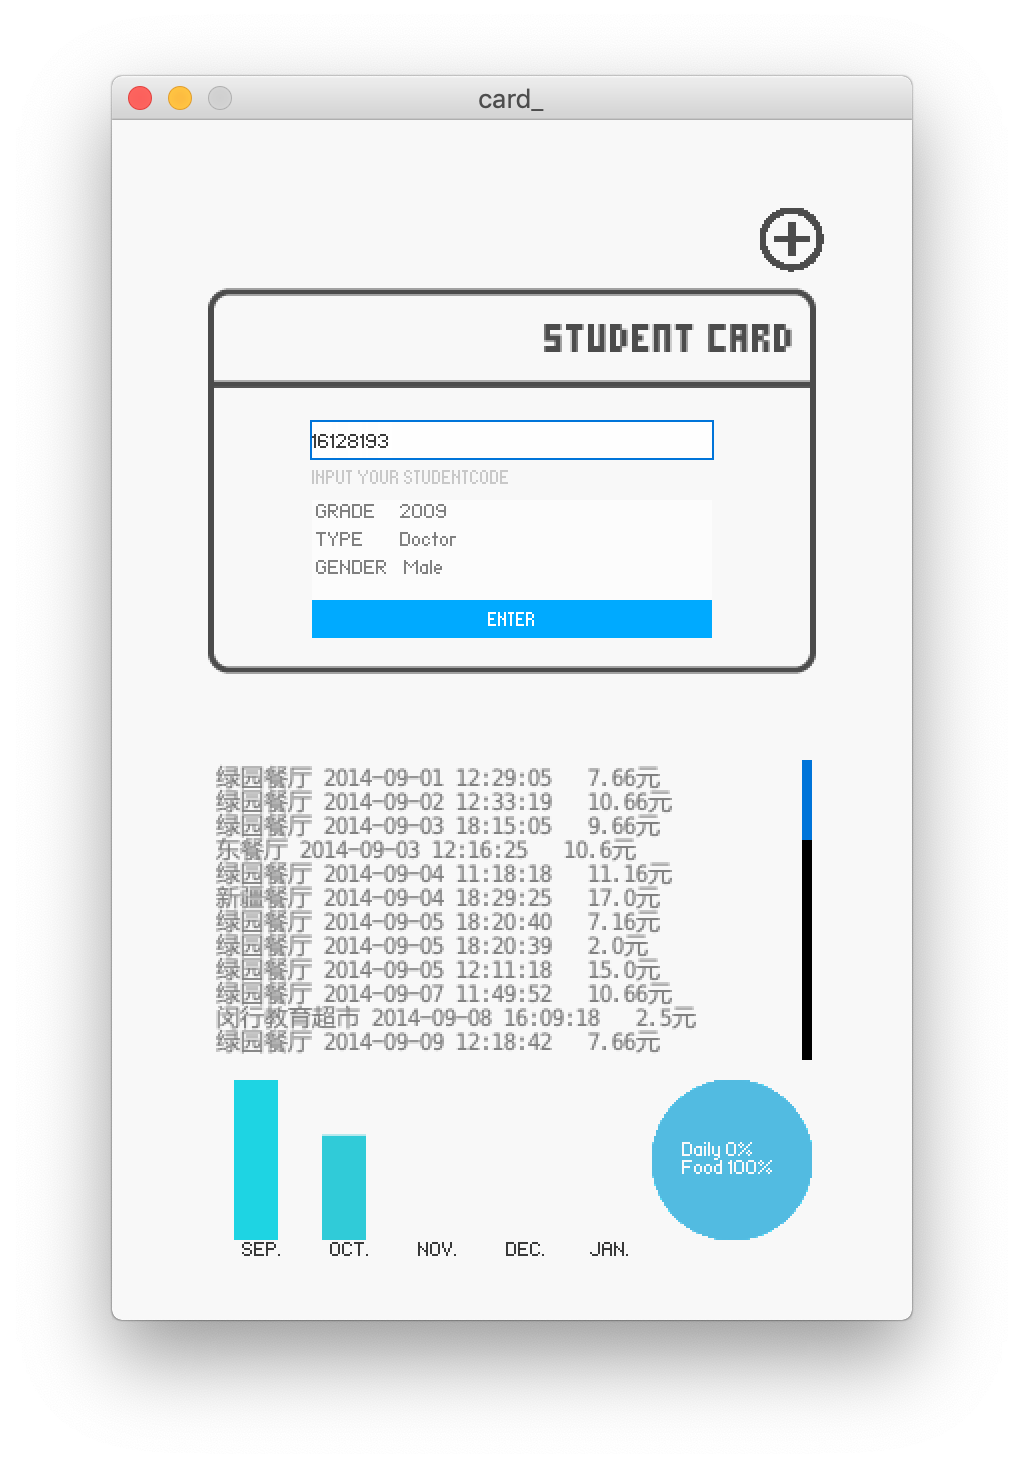 card_
STUDENT CARD
16128193
INPUT YOUR STUDENTCODE
GRADE 2009
TYPE Doctor
GENDER Male
ENTER
绿园餐厅 2014-09-01 12:29:05 7.66元
绿园餐厅 2014-09-02 12:33:19 10.66元
绿园餐厅 2014-09-03 18:15:05 9.66元
东餐厅 2014-09-03 12:16:25 10.6元
绿园餐厅 2014-09-04 11:18:18 11.16元
新疆餐厅 2014-09-04 18:29:25 17.0元
绿园餐厅 2014-09-05 18:20:40 7.16元
绿园餐厅 2014-09-05 18:20:39 2.0元
绿园餐厅 2014-09-05 12:11:18 15.0元
绿园餐厅 2014-09-07 11:49:52 10.66元
闵行教育超市 2014-09-08 16:09:18 2.5元
绿园餐厅 2014-09-09 12:18:42 7.66元
Daily 0%
Food 100%
SEP. OCT. NOV. DEC. JAN.